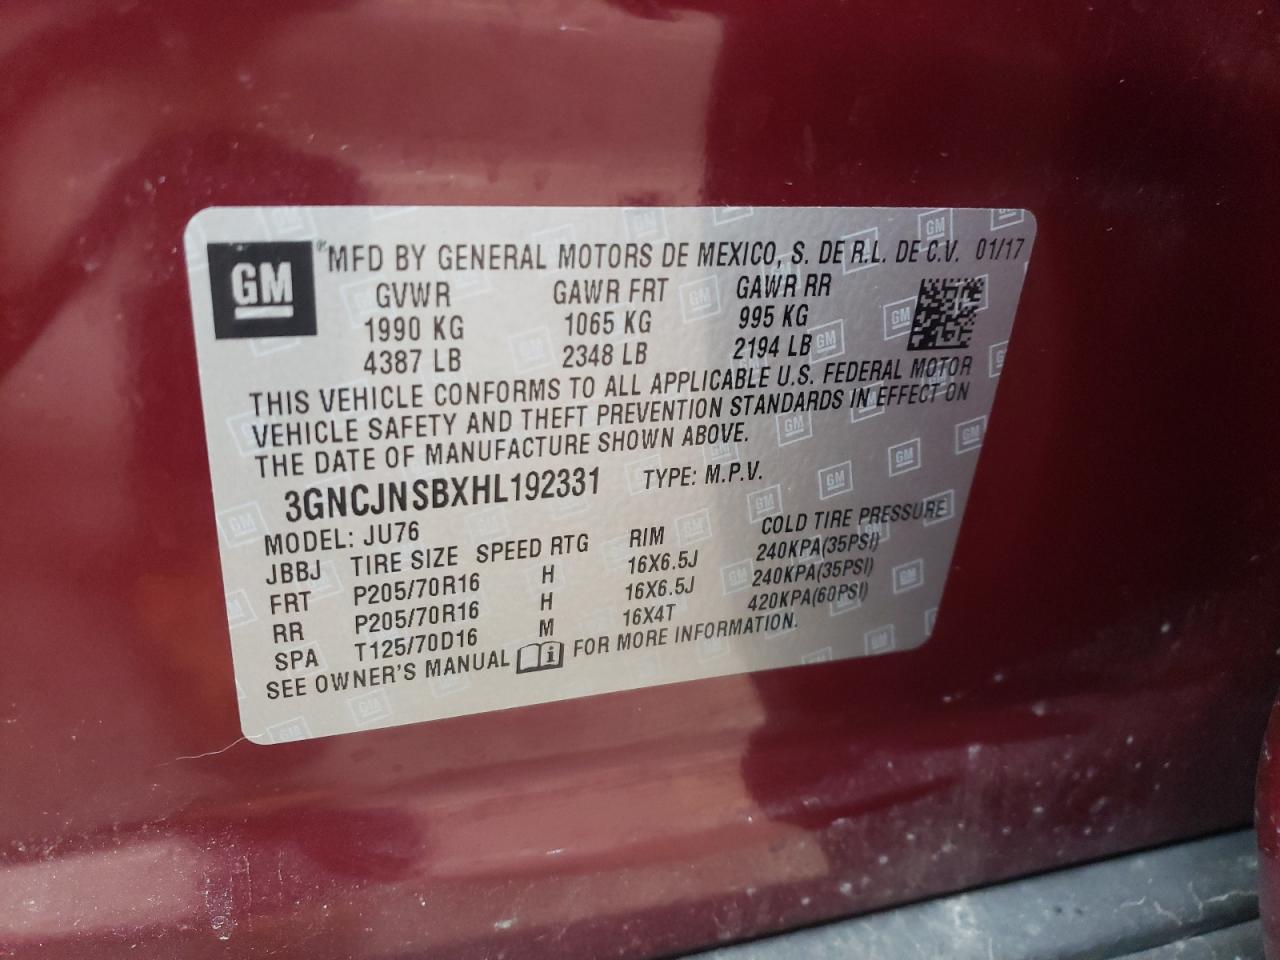 GM
® MFD BY GENERAL MOTORS DE MEXICO, S. DE R.L. DE C.V. 01/17
GVWR GAWR FRT GAWR RR
1990 KG 1065 KG 995 KG
4387 LB 2348 LB 2194 LB
THIS VEHICLE CONFORMS TO ALL APPLICABLE U.S. FEDERAL MOTOR
VEHICLE SAFETY AND THEFT PREVENTION STANDARDS IN EFFECT ON
THE DATE OF MANUFACTURE SHOWN ABOVE.
3GNCJNSBXHL192331 TYPE: M.P.V.
MODEL: JU76
JBBJ TIRE SIZE SPEED RTG RIM COLD TIRE PRESSURE
FRT P205/70R16 H 16X6.5J 240KPA(35PSI)
RR P205/70R16 H 16X6.5J 240KPA(35PSI)
SPA T125/70D16 M 16X4T 420KPA(60PSI)
SEE OWNER'S MANUAL i FOR MORE INFORMATION.